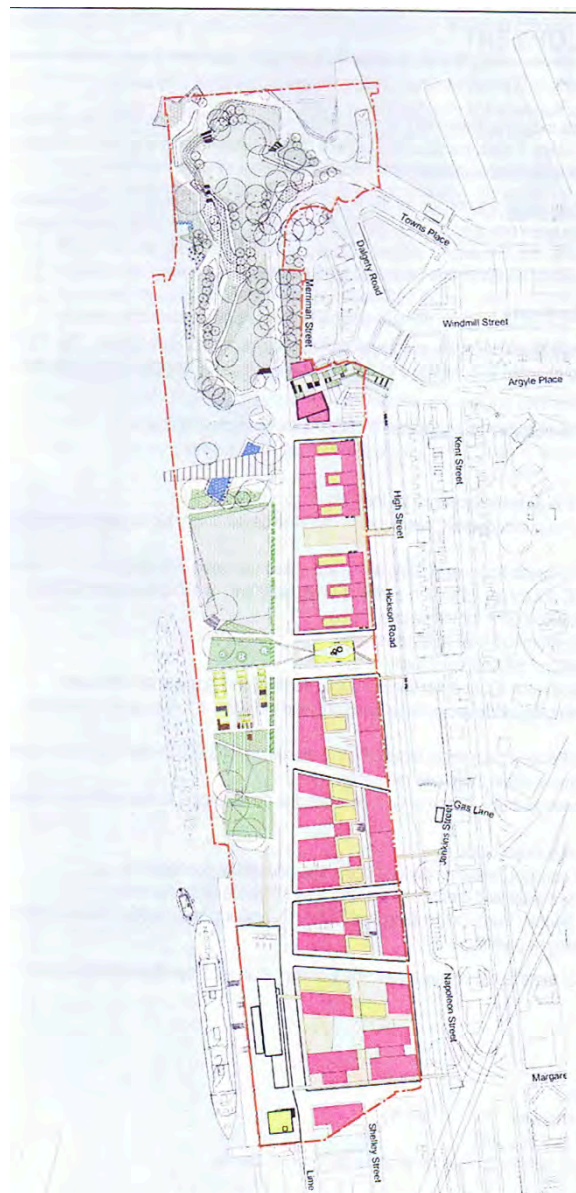 Towns Place
Dalgety Road
Merriman Street
Windmill Street
Argyle Place
Kent Street
High Street
Hickson Road
Gas Lane
Jenkins Street
Napoleon Street
Margare
Shelley Street
Lime